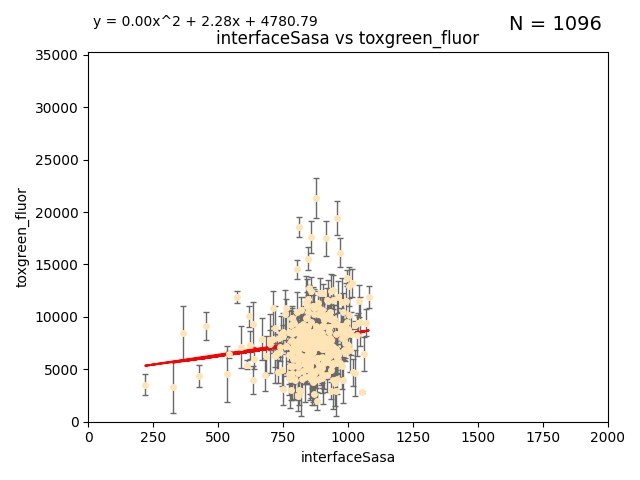 y = 0.00x^2 + 2.28x + 4780.79
N = 1096
interfaceSasa vs toxgreen_fluor
35000
30000
25000
20000
15000
10000
5000
0
toxgreen_fluor
0 250 500 750 1000 1250 1500 1750 2000
interfaceSasa